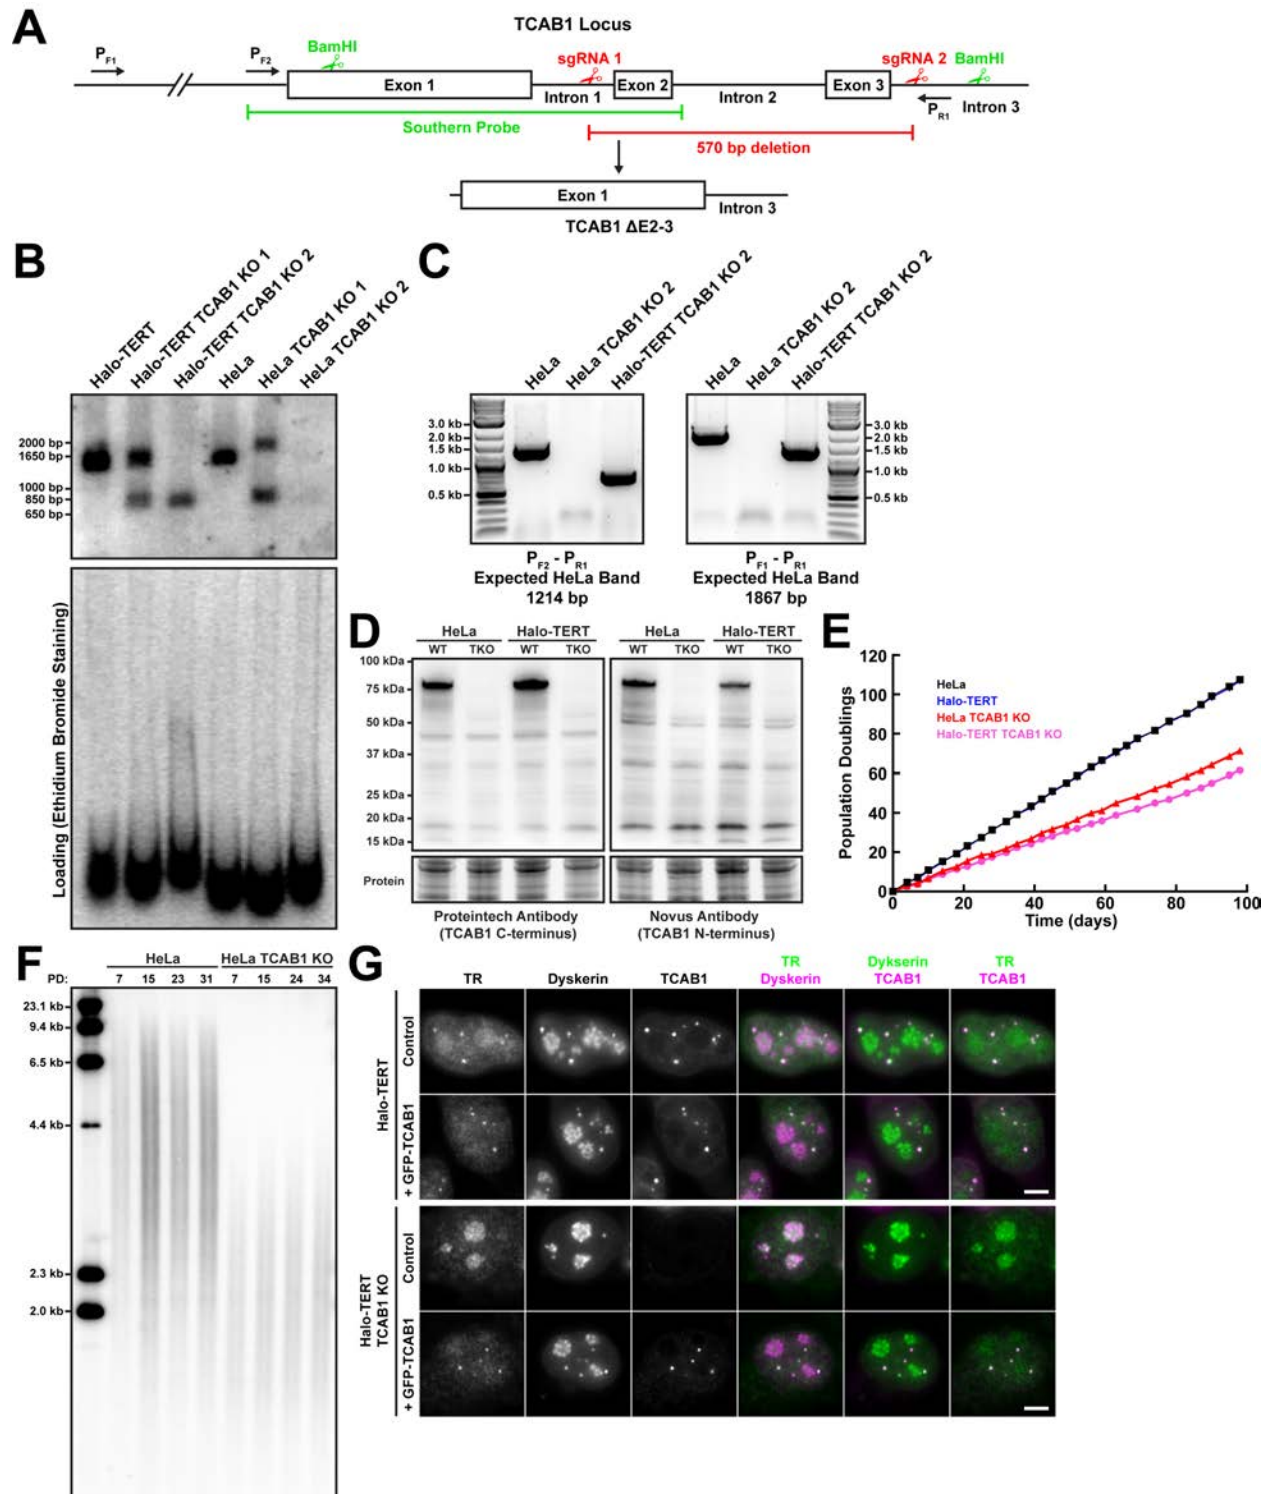 A
TCAB1 Locus
PF1
PF2
BamHI
sgRNA 1
sgRNA 2
BamHI
Exon 1
Exon 2
Exon 3
Intron 1
Intron 2
PR1
Intron 3
Southern Probe
570 bp deletion
Exon 1
Intron 3
TCAB1 ΔE2-3
B
Halo-TERT
Halo-TERT TCAB1 KO 1
Halo-TERT TCAB1 KO 2
HeLa
HeLa TCAB1 KO 1
HeLa TCAB1 KO 2
2000 bp
1650 bp
1000 bp
850 bp
650 bp
Loading (Ethidium Bromide Staining)
C
HeLa
HeLa TCAB1 KO 2
Halo-TERT TCAB1 KO 2
3.0 kb
2.0 kb
1.5 kb
1.0 kb
0.5 kb
PF2 - PR1
Expected HeLa Band
1214 bp
HeLa
HeLa TCAB1 KO 2
Halo-TERT TCAB1 KO 2
3.0 kb
2.0 kb
1.5 kb
1.0 kb
0.5 kb
PF1 - PR1
Expected HeLa Band
1867 bp
D
HeLa Halo-TERT
WT TKO WT TKO
HeLa Halo-TERT
WT TKO WT TKO
100 kDa
75 kDa
50 kDa
37 kDa
25 kDa
20 kDa
15 kDa
Protein
Proteintech Antibody
(TCAB1 C-terminus)
Novus Antibody
(TCAB1 N-terminus)
E
Population Doublings
120
100
80
60
40
20
0
HeLa
Halo-TERT
HeLa TCAB1 KO
Halo-TERT TCAB1 KO
0 20 40 60 80 100
Time (days)
F
HeLa HeLa TCAB1 KO
PD: 7 15 23 31 7 15 24 34
23.1 kb
9.4 kb
6.5 kb
4.4 kb
2.3 kb
2.0 kb
G
TR Dyskerin TCAB1
TR
Dyskerin
Dykserin
TCAB1
TR
TCAB1
Halo-TERT
Control
+ GFP-TCAB1
Halo-TERT
TCAB1 KO
Control
+ GFP-TCAB1